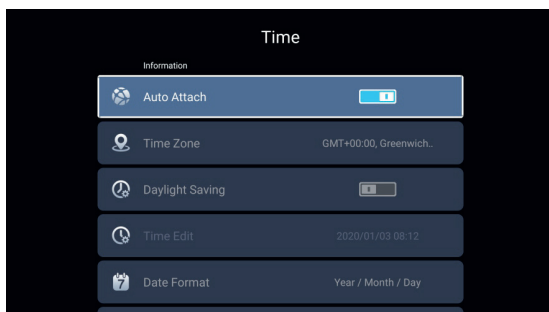 Time
Information
Auto Attach
Time Zone GMT+00:00, Greenwich..
Daylight Saving
Time Edit 2020/01/03 08:12
7 Date Format Year / Month / Day